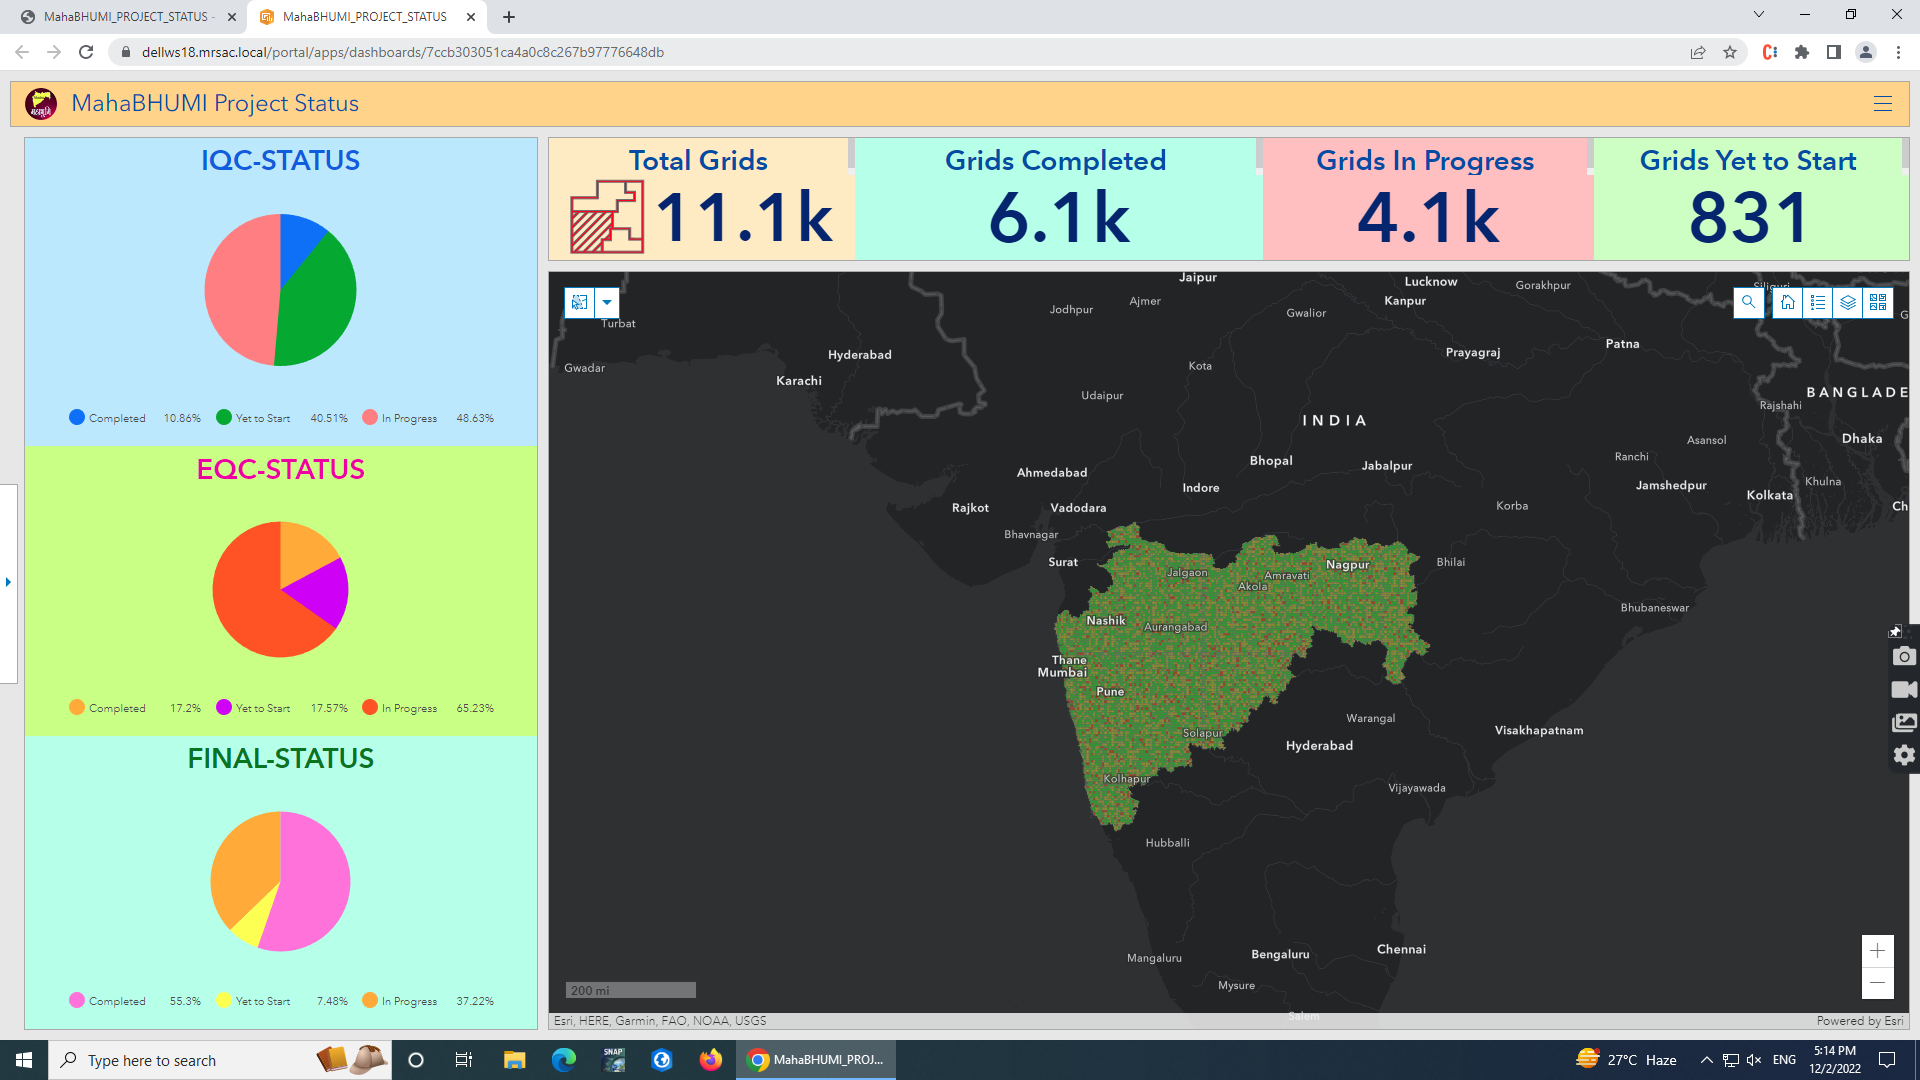 MahaBHUMI_PROJECT_STATUS -
MahaBHUMI_PROJECT_STATUS
dellws18.mrsac.local/portal/apps/dashboards/7ccb303051ca4a0c8c267b97776648db
MahaBHUMI Project Status
IQC-STATUS
Completed 10.86% Yet to Start 40.51% In Progress 48.63%
EQC-STATUS
Completed 17.2% Yet to Start 17.57% In Progress 65.23%
FINAL-STATUS
Completed 55.3% Yet to Start 7.48% In Progress 37.22%
Total Grids
11.1k
Grids Completed
6.1k
Grids In Progress
4.1k
Grids Yet to Start
831
Jaipur
Lucknow
Gorakhpur
Siliguri
Ajmer
Kanpur
Jodhpur
Gwalior
G
Turbat
Patna
Hyderabad
Prayagraj
Gwadar
Kota
Karachi
Udaipur
BANGLADE
Rajshahi
INDIA
Dhaka
Asansol
Bhopal
Jabalpur
Ranchi
Ahmedabad
Indore
Jamshedpur
Khulna
Kolkata
Rajkot
Vadodara
Korba
Ch
Bhavnagar
Surat
Jalgaon
Amravati
Nagpur
Bhilai
Akola
Bhubaneswar
Nashik
Aurangabad
Thane
Mumbai
Pune
Warangal
Solapur
Visakhapatnam
Hyderabad
Kolhapur
Vijayawada
Hubballi
Mangaluru
Bengaluru
Chennai
Mysure
200 mi
Salem
Esri, HERE, Garmin, FAO, NOAA, USGS
Powered by Esri
Type here to search
SNAP
MahaBHUMI_PROJ...
27°C Haze
ENG
5:14 PM
12/2/2022